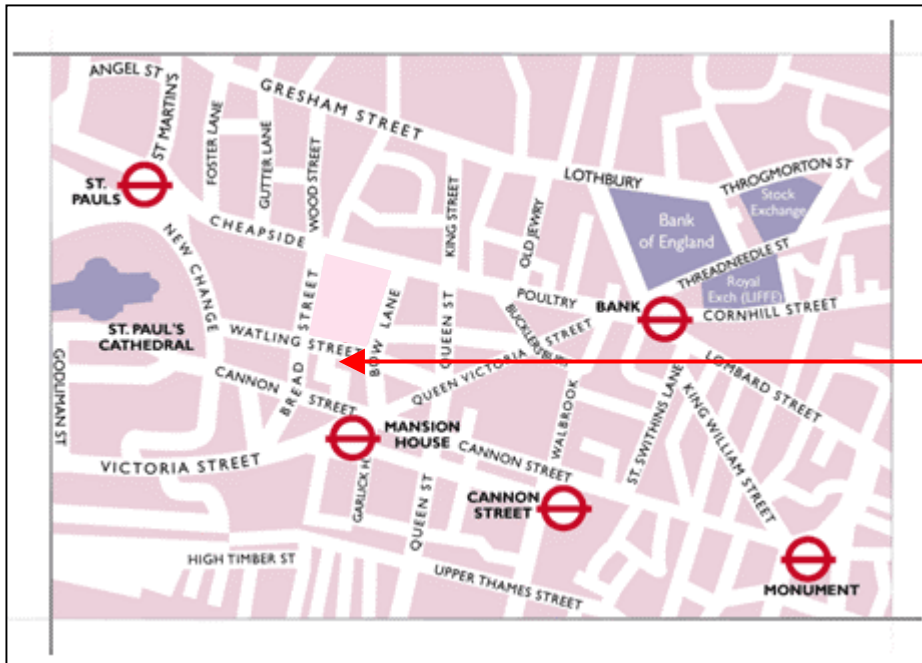 ANGEL ST
ST MARTIN'S
FOSTER LANE
GUTTER LANE
WOOD STREET
GRESHAM STREET
LOTHBURY
THROGMORTON ST
Stock
Exchange
ST.
PAULS
CHEAPSIDE
KING STREET
OLD JEWRY
Bank
of England
THREADNEEDLE ST
NEW CHANGE
Royal
Exch (LIFFE)
POULTRY
BANK
CORNHILL STREET
ST. PAUL'S
CATHEDRAL
WATLING STREET
BREAD STREET
BOW LANE
QUEEN ST
QUEEN VICTORIA STREET
LOMBARD STREET
GODLIMAN ST
CANNON STREET
MANSION
HOUSE
WALBROOK
ST. SWITHINS LANE
KING WILLIAM STREET
VICTORIA STREET
CANNON STREET
QUEEN ST
CANNON
STREET
HIGH TIMBER ST
UPPER THAMES STREET
MONUMENT